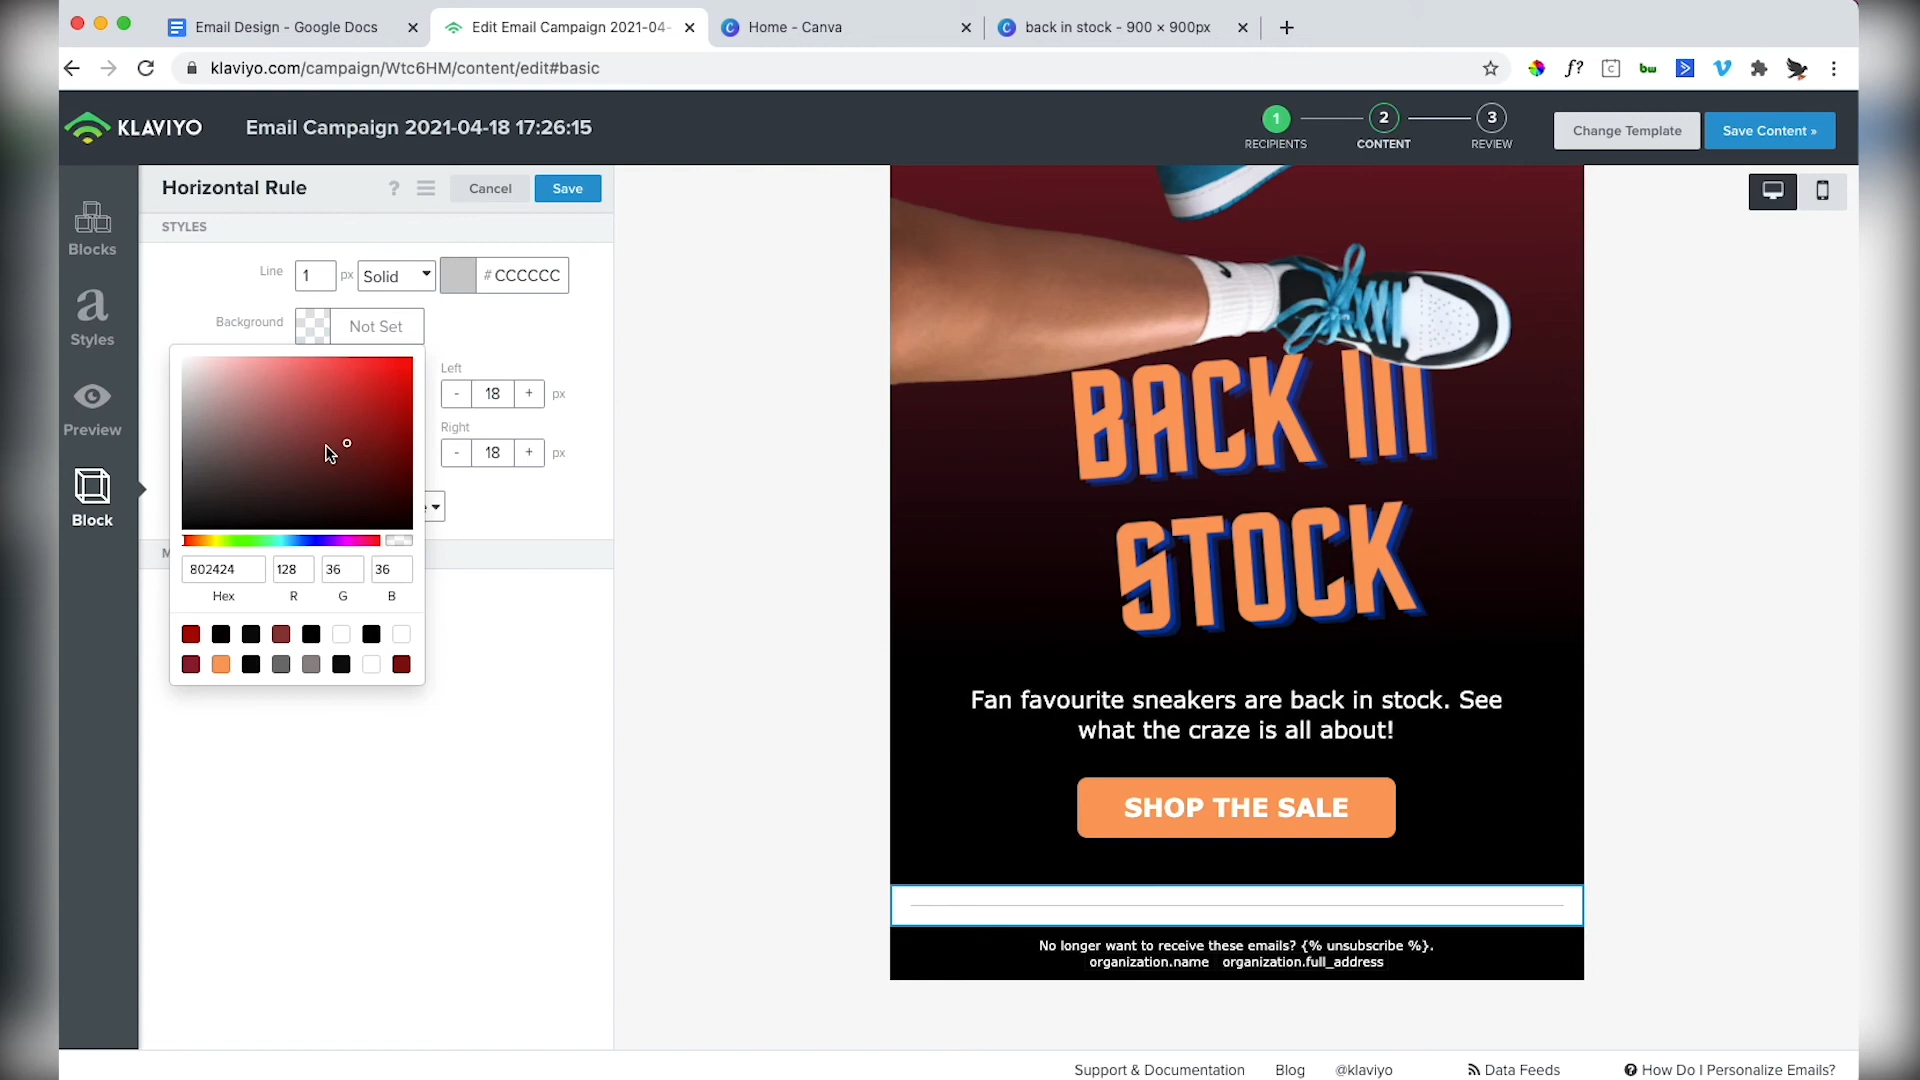 Email Design - Google Docs
Edit Email Campaign 2021-04-
Home - Canva
back in stock - 900 × 900px
klaviyo.com/campaign/Wtc6HM/content/edit#basic
f?
C
bw
KLAVIYO
Email Campaign 2021-04-18 17:26:15
1
2
3
RECIPIENTS
CONTENT
REVIEW
Change Template
Save Content »
Horizontal Rule
?
Cancel
Save
STYLES
Blocks
a
Styles
Preview
Block
Line
1
px
Solid
# CCCCCC
Background
Not Set
Left
- 18 + px
Right
- 18 + px
802424
128
36
36
Hex
R
G
B
BACK IN
STOCK
Fan favourite sneakers are back in stock. See
what the craze is all about!
SHOP THE SALE
No longer want to receive these emails? {% unsubscribe %}.
organization.name organization.full_address
Support & Documentation
Blog
@klaviyo
Data Feeds
How Do I Personalize Emails?